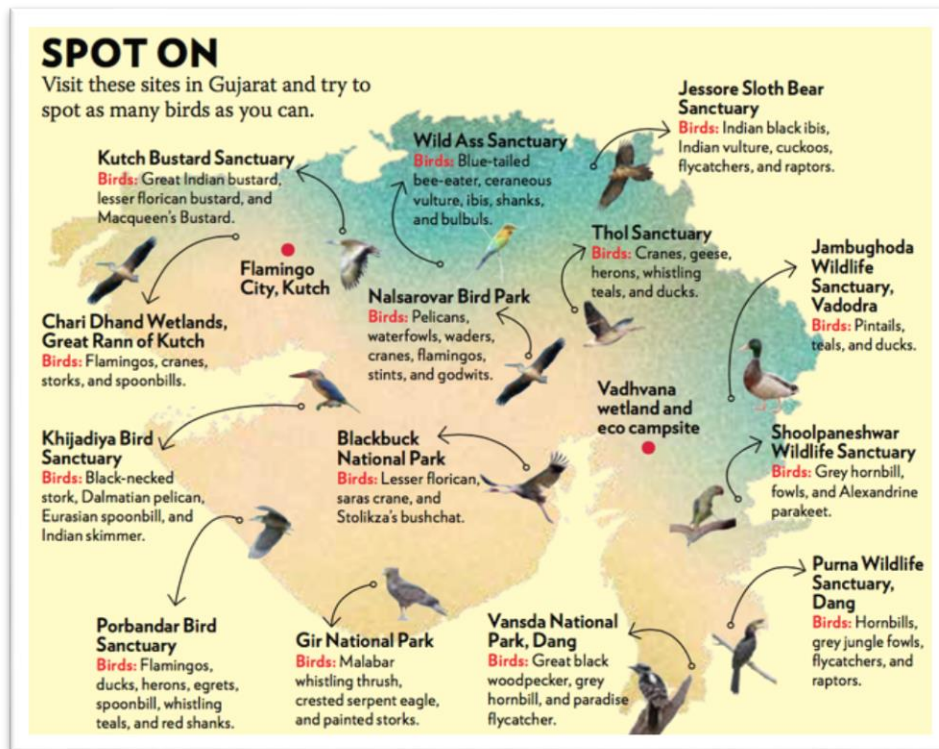 SPOT ON
Visit these sites in Gujarat and try to
spot as many birds as you can.
Jessore Sloth Bear
Sanctuary
Birds: Indian black ibis,
Indian vulture, cuckoos,
flycatchers, and raptors.
Wild Ass Sanctuary
Birds: Blue-tailed
bee-eater, ceraneous
vulture, ibis, shanks,
and bulbuls.
Kutch Bustard Sanctuary
Birds: Great Indian bustard,
lesser florican bustard, and
Macqueen's Bustard.
Thol Sanctuary
Birds: Cranes, geese,
herons, whistling
teals, and ducks.
Jambughoda
Wildlife
Sanctuary,
Vadodra
Birds: Pintails,
teals, and ducks.
Flamingo
City, Kutch
Nalsarovar Bird Park
Birds: Pelicans,
waterfowls, waders,
cranes, flamingos,
stints, and godwits.
Chari Dhand Wetlands,
Great Rann of Kutch
Birds: Flamingos, cranes,
storks, and spoonbills.
Vadhvana
wetland and
eco campsite
Khijadiya Bird
Sanctuary
Birds: Black-necked
stork, Dalmatian pelican,
Eurasian spoonbill, and
Indian skimmer.
Blackbuck
National Park
Birds: Lesser florican,
saras crane, and
Stolikza's bushchat.
Shoolpaneshwar
Wildlife Sanctuary
Birds: Grey hornbill,
fowls, and Alexandrine
parakeet.
Purna Wildlife
Sanctuary,
Dang
Birds: Hornbills,
grey jungle fowls,
flycatchers, and
raptors.
Porbandar Bird
Sanctuary
Birds: Flamingos,
ducks, herons, egrets,
spoonbill, whistling
teals, and red shanks.
Gir National Park
Birds: Malabar
whistling thrush,
crested serpent eagle,
and painted storks.
Vansda National
Park, Dang
Birds: Great black
woodpecker, grey
hornbill, and paradise
flycatcher.